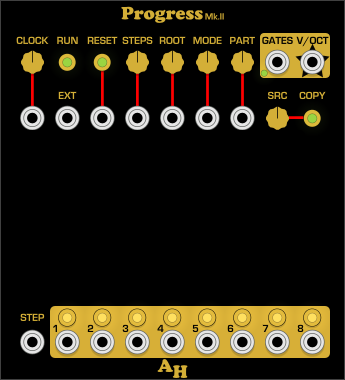 Progress Mk.II
CLOCK RUN RESET STEPS ROOT MODE PART GATES V/OCT
EXT SRC COPY
STEP
1 2 3 4 5 6 7 8
AH